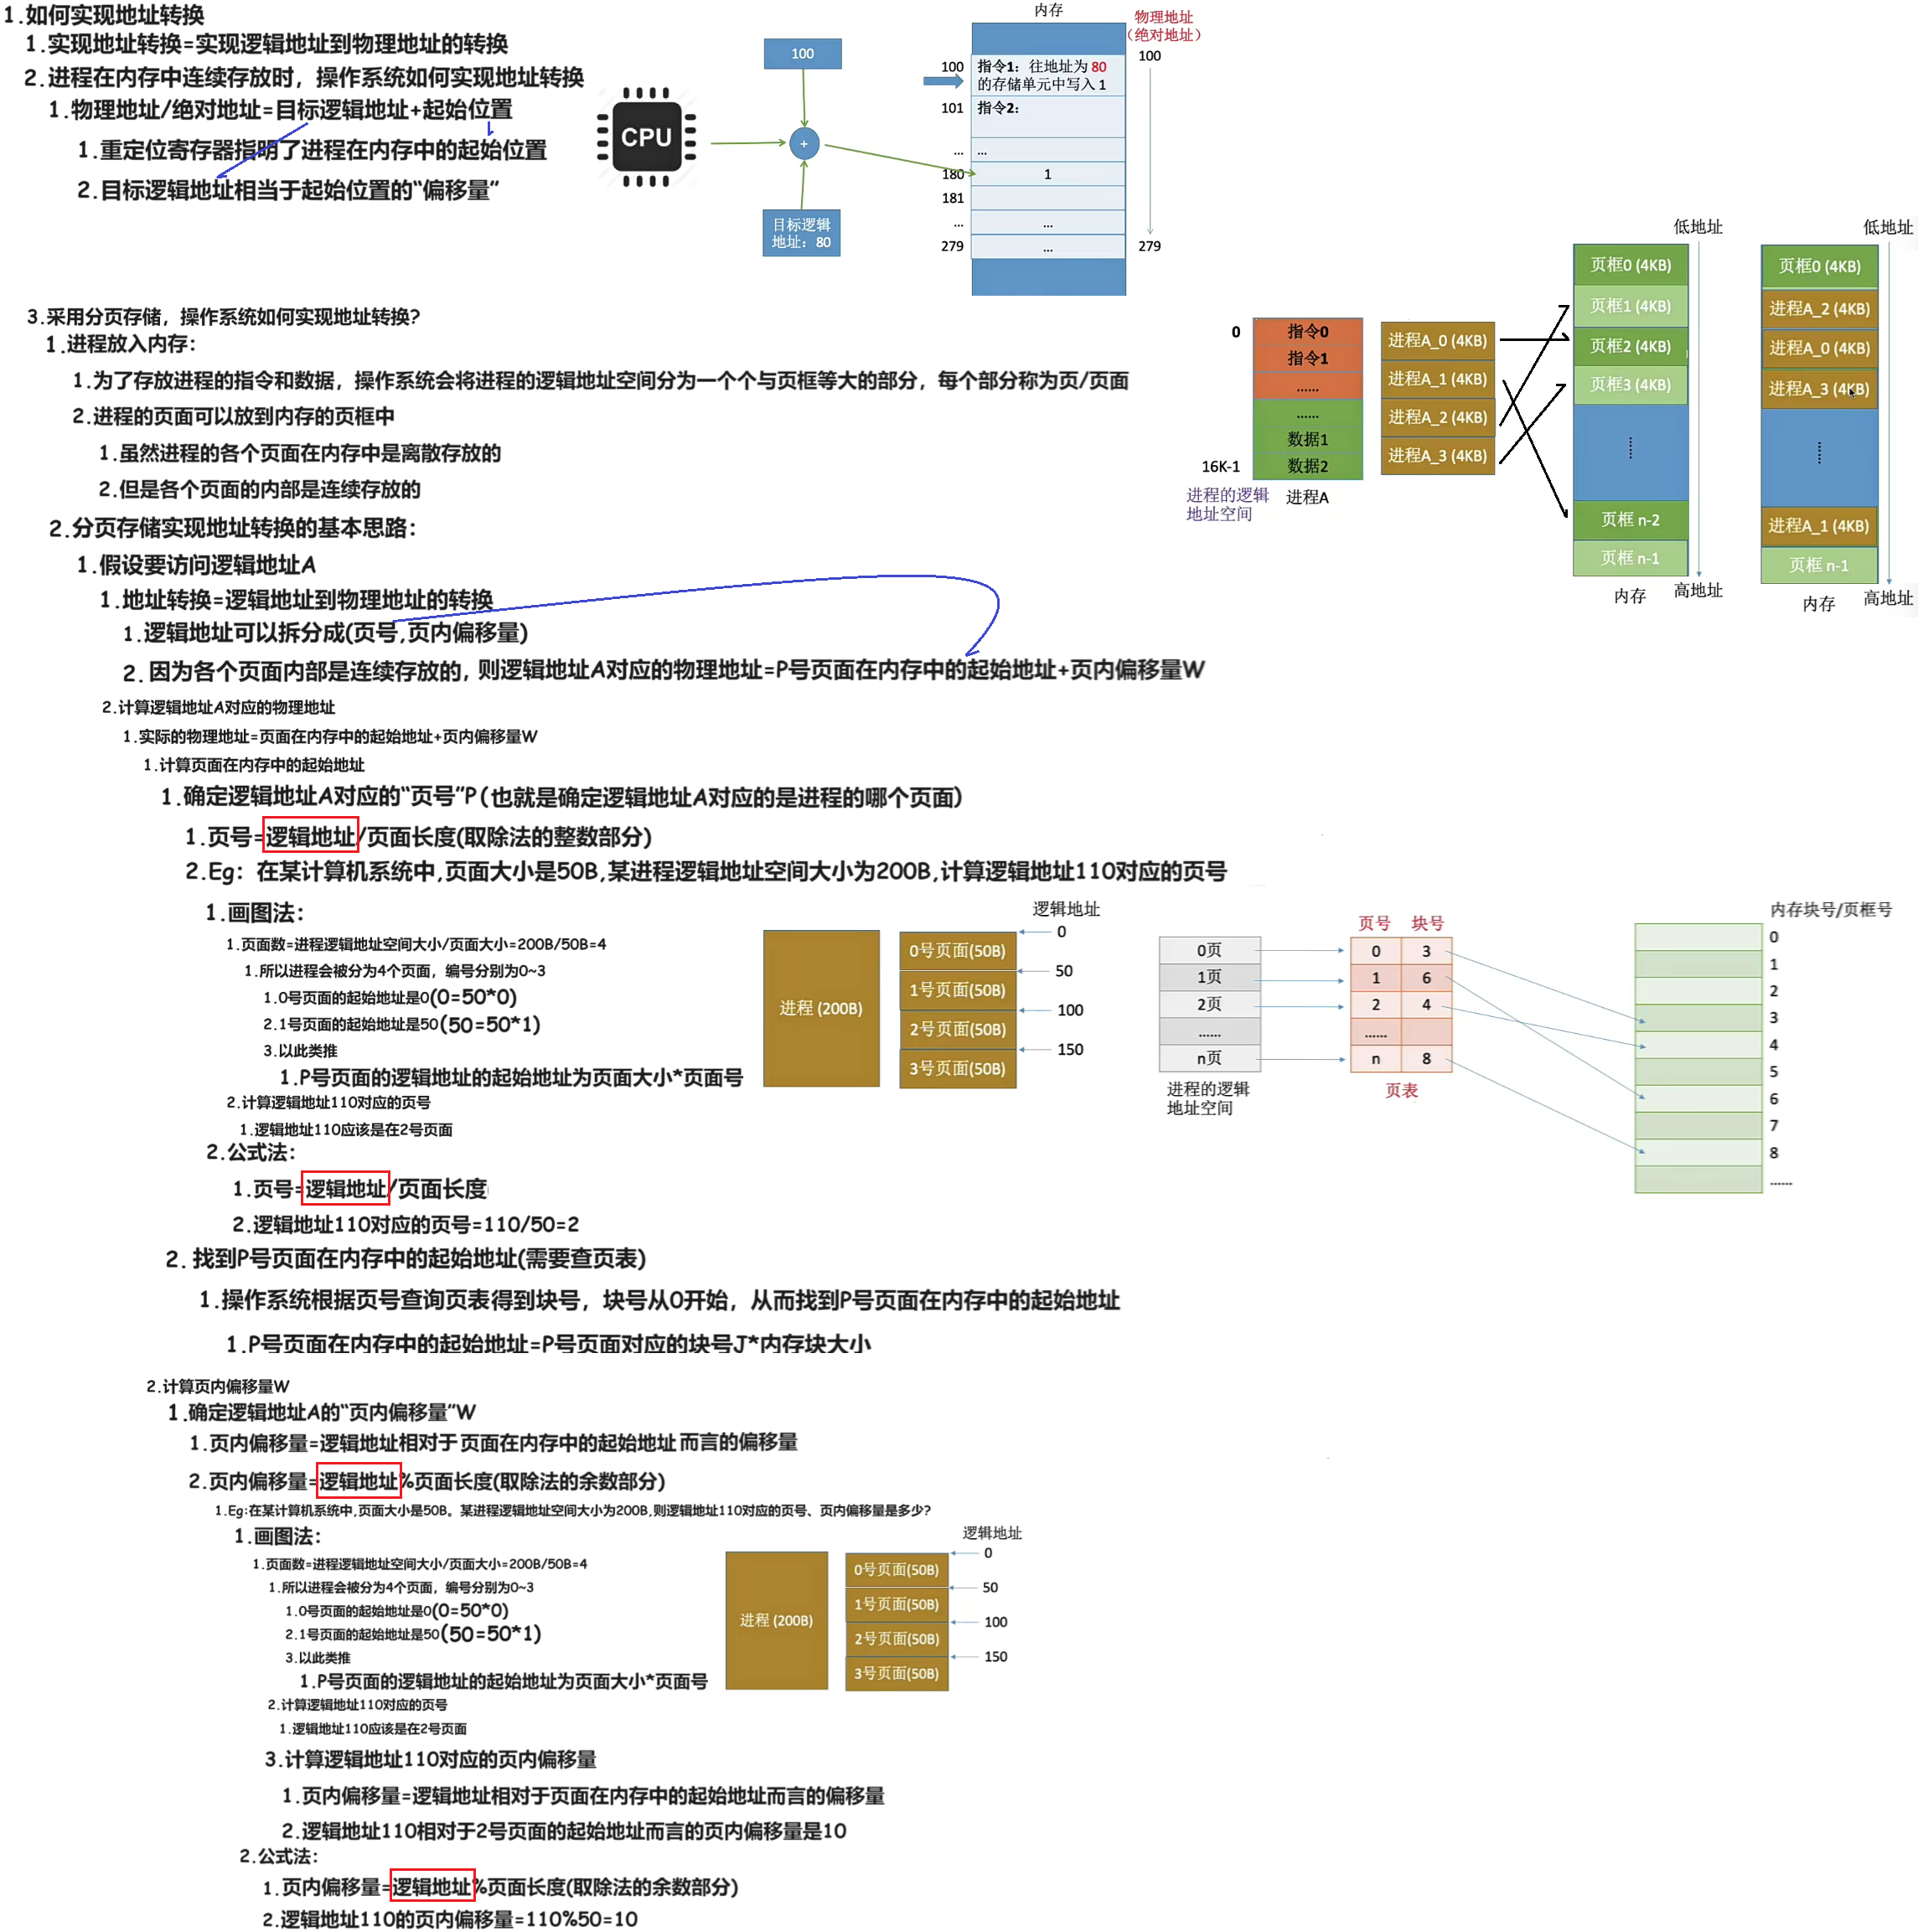 1.如何实现地址转换
1.实现地址转换=实现逻辑地址到物理地址的转换
2.进程在内存中连续存放时，操作系统如何实现地址转换
1.物理地址/绝对地址=目标逻辑地址+起始位置
1.重定位寄存器指明了进程在内存中的起始位置
2.目标逻辑地址相当于起始位置的“偏移量”
CPU
100
+
目标逻辑
地址：80
内存
物理地址
（绝对地址）
100
100
指令1：往地址为 80
的存储单元中写入 1
101
指令2：
...
...
180
1
181
...
...
279
...
279
3.采用分页存储，操作系统如何实现地址转换?
1.进程放入内存：
1.为了存放进程的指令和数据，操作系统会将进程的逻辑地址空间分为一个个与页框等大的部分，每个部分称为页/页面
2.进程的页面可以放到内存的页框中
1.虽然进程的各个页面在内存中是离散存放的
2.但是各个页面的内部是连续存放的
0
指令0
指令1
......
......
数据1
16K-1
数据2
进程的逻辑
地址空间
进程A
进程A_0 (4KB)
进程A_1 (4KB)
进程A_2 (4KB)
进程A_3 (4KB)
低地址
页框0 (4KB)
页框1 (4KB)
页框2 (4KB)
页框3 (4KB)
......
页框 n-2
页框 n-1
内存
高地址
低地址
页框0 (4KB)
进程A_2 (4KB)
进程A_0 (4KB)
进程A_3 (4KB)
......
进程A_1 (4KB)
页框 n-1
内存
高地址
2.分页存储实现地址转换的基本思路：
1.假设要访问逻辑地址A
1.地址转换=逻辑地址到物理地址的转换
1.逻辑地址可以拆分成(页号,页内偏移量)
2.因为各个页面内部是连续存放的，则逻辑地址A对应的物理地址=P号页面在内存中的起始地址+页内偏移量W
2.计算逻辑地址A对应的物理地址
1.实际的物理地址=页面在内存中的起始地址+页内偏移量W
1.计算页面在内存中的起始地址
1.确定逻辑地址A对应的“页号”P(也就是确定逻辑地址A对应的是进程的哪个页面)
1.页号=逻辑地址/页面长度(取除法的整数部分)
2.Eg：在某计算机系统中,页面大小是50B,某进程逻辑地址空间大小为200B,计算逻辑地址110对应的页号
1.画图法：
1.页面数=进程逻辑地址空间大小/页面大小=200B/50B=4
1.所以进程会被分为4个页面，编号分别为0~3
1.0号页面的起始地址是0(0=50*0)
2.1号页面的起始地址是50(50=50*1)
3.以此类推
1.P号页面的逻辑地址的起始地址为页面大小*页面号
2.计算逻辑地址110对应的页号
1.逻辑地址110应该是在2号页面
进程 (200B)
逻辑地址
0号页面(50B)
0
1号页面(50B)
50
2号页面(50B)
100
3号页面(50B)
150
0页
1页
2页
......
n页
进程的逻辑
地址空间
页号 块号
0 3
1 6
2 4
......
n 8
页表
内存块号/页框号
0
1
2
3
4
5
6
7
8
......
2.公式法：
1.页号=逻辑地址/页面长度
2.逻辑地址110对应的页号=110/50=2
2.找到P号页面在内存中的起始地址(需要查页表)
1.操作系统根据页号查询页表得到块号，块号从0开始，从而找到P号页面在内存中的起始地址
1.P号页面在内存中的起始地址=P号页面对应的块号J*内存块大小
2.计算页内偏移量W
1.确定逻辑地址A的“页内偏移量”W
1.页内偏移量=逻辑地址相对于页面在内存中的起始地址而言的偏移量
2.页内偏移量=逻辑地址%页面长度(取除法的余数部分)
1.Eg:在某计算机系统中,页面大小是50B。某进程逻辑地址空间大小为200B,则逻辑地址110对应的页号、页内偏移量是多少?
1.画图法：
1.页面数=进程逻辑地址空间大小/页面大小=200B/50B=4
1.所以进程会被分为4个页面，编号分别为0~3
1.0号页面的起始地址是0(0=50*0)
2.1号页面的起始地址是50(50=50*1)
3.以此类推
1.P号页面的逻辑地址的起始地址为页面大小*页面号
2.计算逻辑地址110对应的页号
1.逻辑地址110应该是在2号页面
进程 (200B)
逻辑地址
0号页面(50B)
0
1号页面(50B)
50
2号页面(50B)
100
3号页面(50B)
150
3.计算逻辑地址110对应的页内偏移量
1.页内偏移量=逻辑地址相对于页面在内存中的起始地址而言的偏移量
2.逻辑地址110相对于2号页面的起始地址而言的页内偏移量是10
2.公式法：
1.页内偏移量=逻辑地址%页面长度(取除法的余数部分)
2.逻辑地址110的页内偏移量=110%50=10